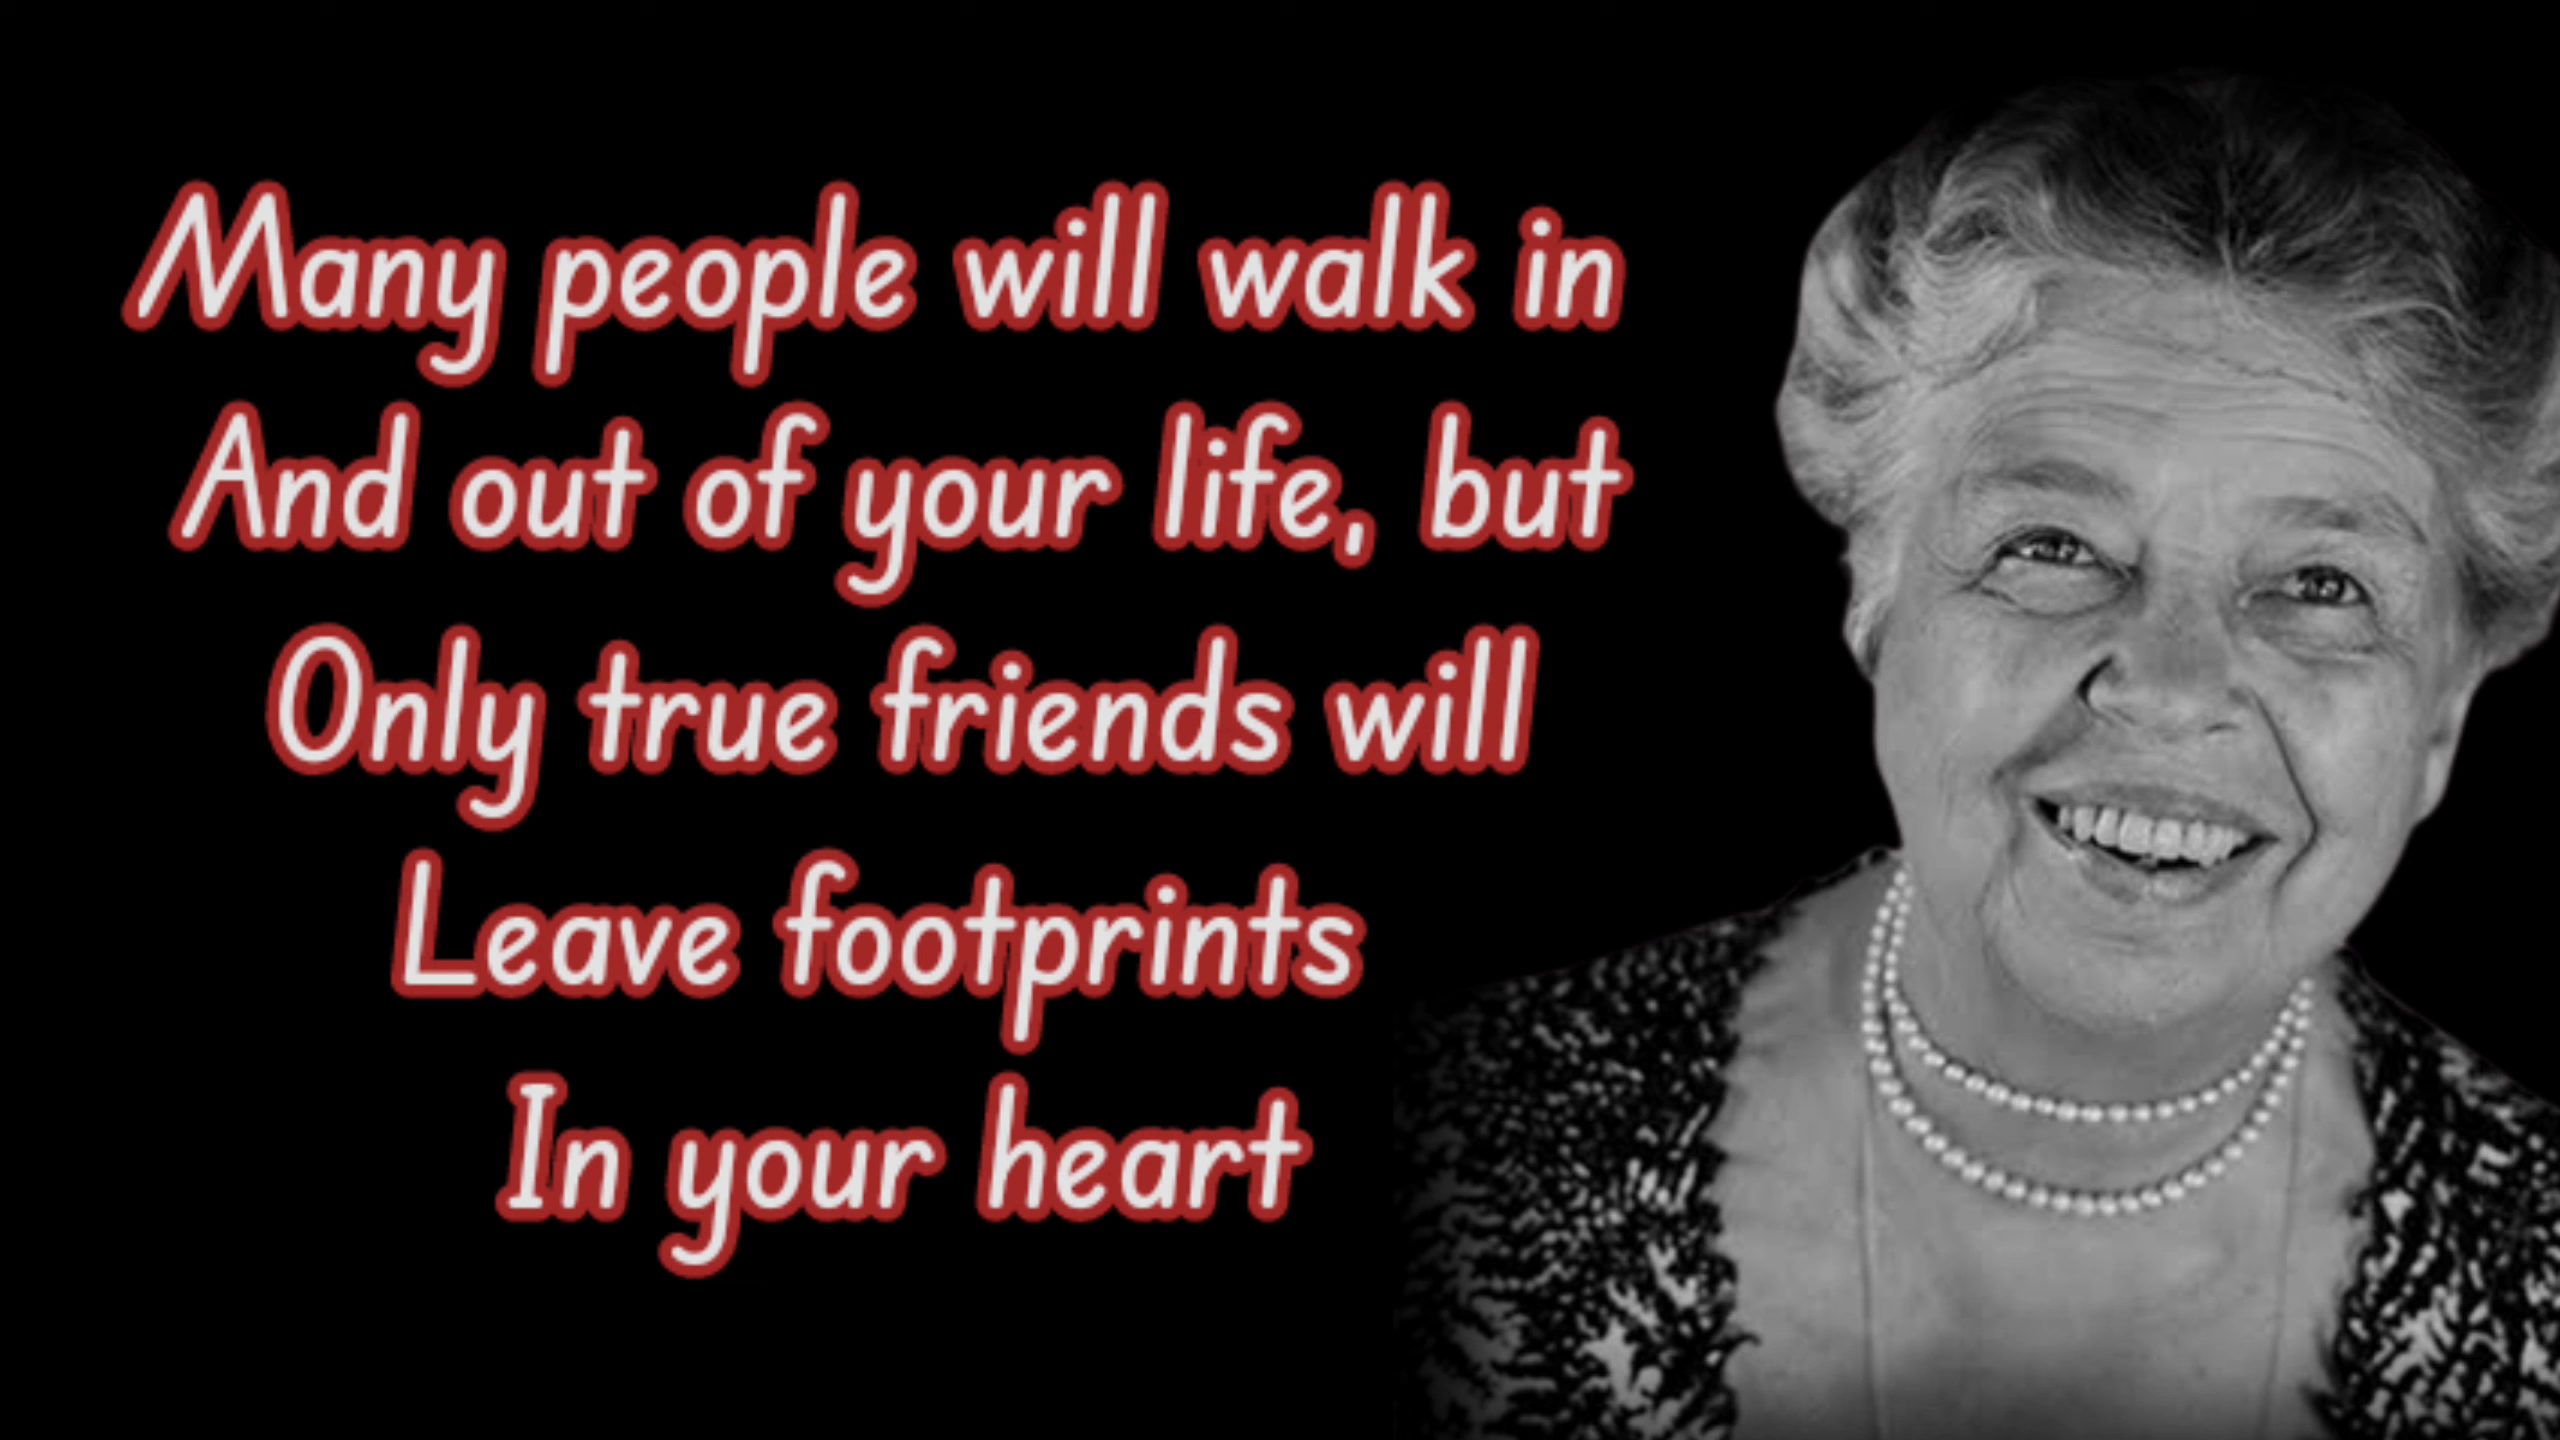 Many people will walk in
And out of your life, but
Only true friends will
Leave footprints
In your heart